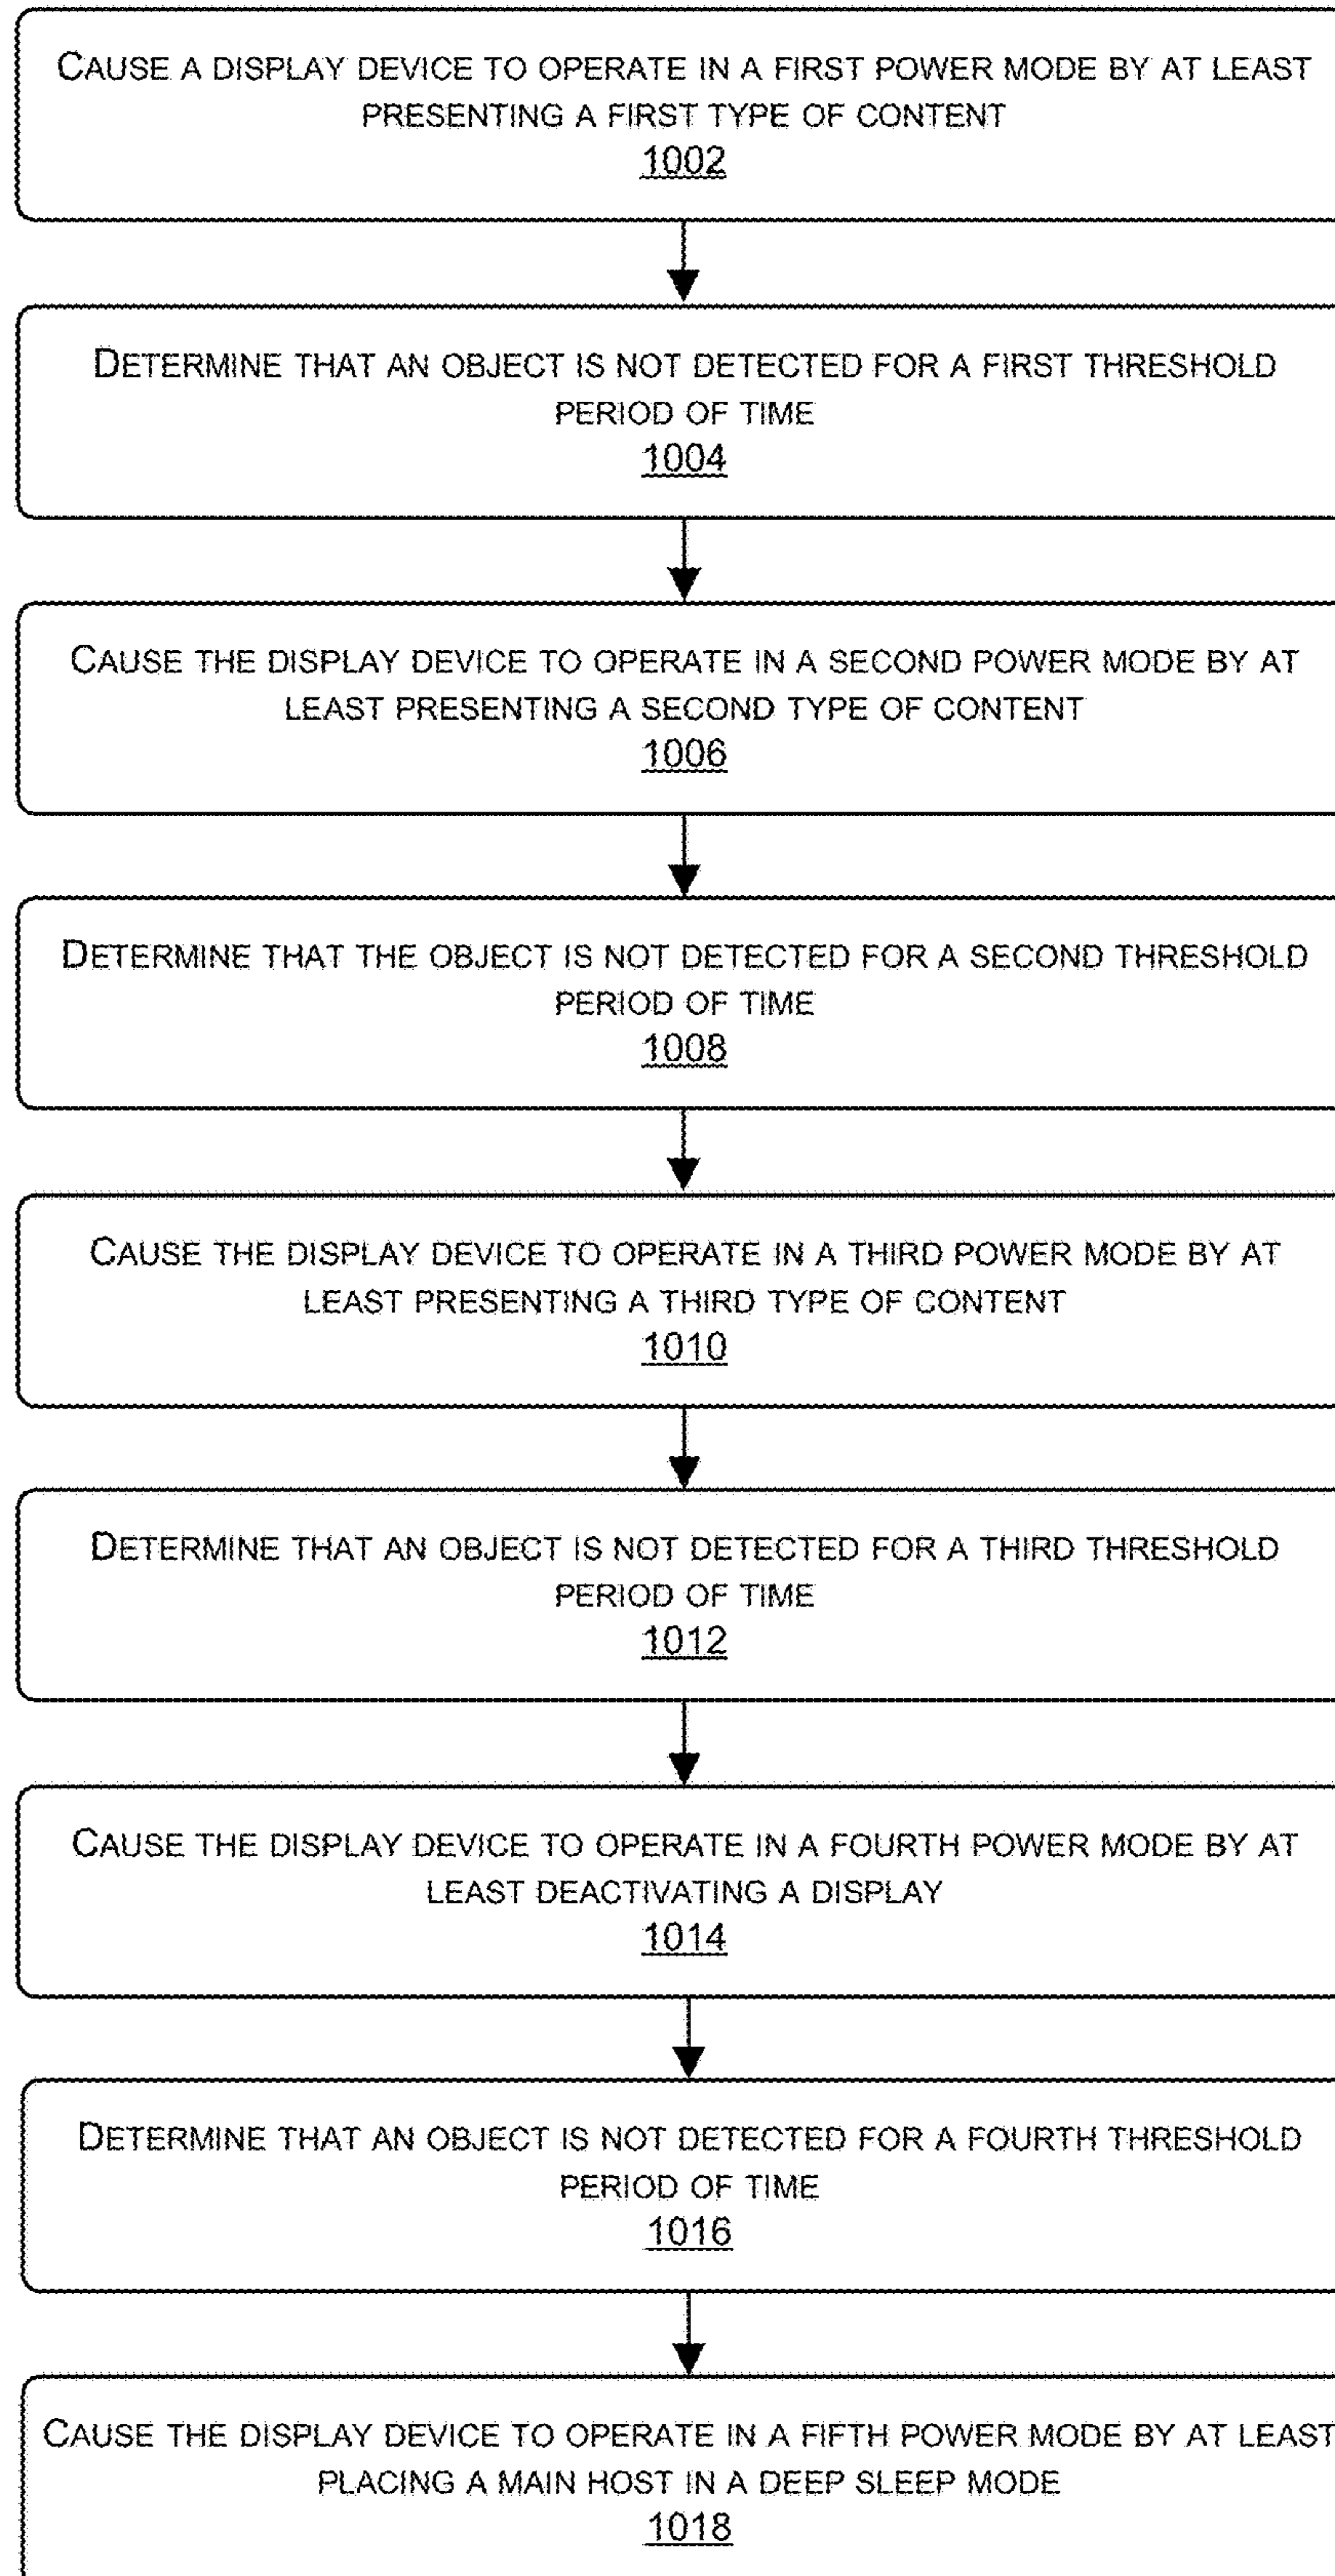 CAUSE A DISPLAY DEVICE TO OPERATE IN A FIRST POWER MODE BY AT LEAST
PRESENTING A FIRST TYPE OF CONTENT
1002
DETERMINE THAT AN OBJECT IS NOT DETECTED FOR A FIRST THRESHOLD
PERIOD OF TIME
1004
CAUSE THE DISPLAY DEVICE TO OPERATE IN A SECOND POWER MODE BY AT
LEAST PRESENTING A SECOND TYPE OF CONTENT
1006
DETERMINE THAT THE OBJECT IS NOT DETECTED FOR A SECOND THRESHOLD
PERIOD OF TIME
1008
CAUSE THE DISPLAY DEVICE TO OPERATE IN A THIRD POWER MODE BY AT
LEAST PRESENTING A THIRD TYPE OF CONTENT
1010
DETERMINE THAT AN OBJECT IS NOT DETECTED FOR A THIRD THRESHOLD
PERIOD OF TIME
1012
CAUSE THE DISPLAY DEVICE TO OPERATE IN A FOURTH POWER MODE BY AT
LEAST DEACTIVATING A DISPLAY
1014
DETERMINE THAT AN OBJECT IS NOT DETECTED FOR A FOURTH THRESHOLD
PERIOD OF TIME
1016
CAUSE THE DISPLAY DEVICE TO OPERATE IN A FIFTH POWER MODE BY AT LEAST
PLACING A MAIN HOST IN A DEEP SLEEP MODE
1018